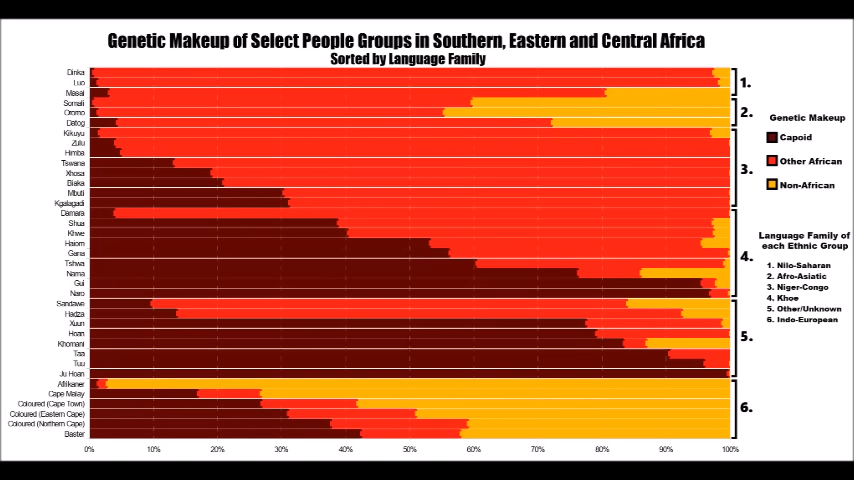 Genetic Makeup of Select People Groups in Southern, Eastern and Central Africa
Sorted by Language Family
Dinka
Luo
Masai
Somali
Oromo
Datog
Kikuyu
Zulu
Himba
Tswana
Xhosa
Biaka
Mbuti
Kgalagadi
Damara
Shua
Khwe
Haiom
Gana
Tshwa
Nama
Gui
Naro
Sandawe
Hadza
Xuun
Hoan
Khomani
Taa
Tuu
Ju Hoan
Afrikaner
Cape Malay
Coloured (Cape Town)
Coloured (Eastern Cape)
Coloured (Northern Cape)
Baster
0% 10% 20% 30% 40% 50% 60% 70% 80% 90% 100%
1.
2.
3.
4.
5.
6.
Genetic Makeup
Capoid
Other African
Non-African
Language Family of
each Ethnic Group
1. Nilo-Saharan
2. Afro-Asiatic
3. Niger-Congo
4. Khoe
5. Other/Unknown
6. Indo-European